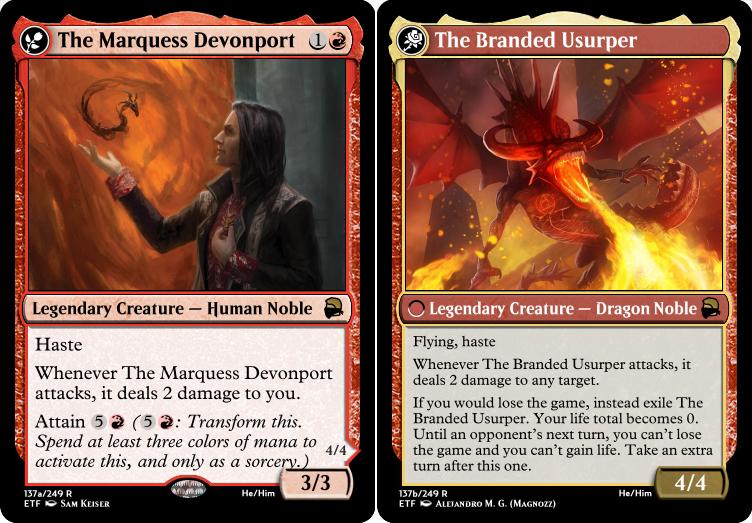 The Marquess Devonport 1
Legendary Creature — Human Noble
Haste
Whenever The Marquess Devonport
attacks, it deals 2 damage to you.
Attain 5 (5 : Transform this.
Spend at least three colors of mana to
activate this, and only as a sorcery.)
4/4
3/3
137a/249 R He/Him
ETF SAM KEISER
The Branded Usurper
Legendary Creature — Dragon Noble
Flying, haste
Whenever The Branded Usurper attacks, it
deals 2 damage to any target.
If you would lose the game, instead exile The
Branded Usurper. Your life total becomes 0.
Until an opponent's next turn, you can't lose
the game and you can't gain life. Take an extra
turn after this one.
4/4
137b/249 R He/Him
ETF ALEJANDRO M. G. (MAGNOZZ)